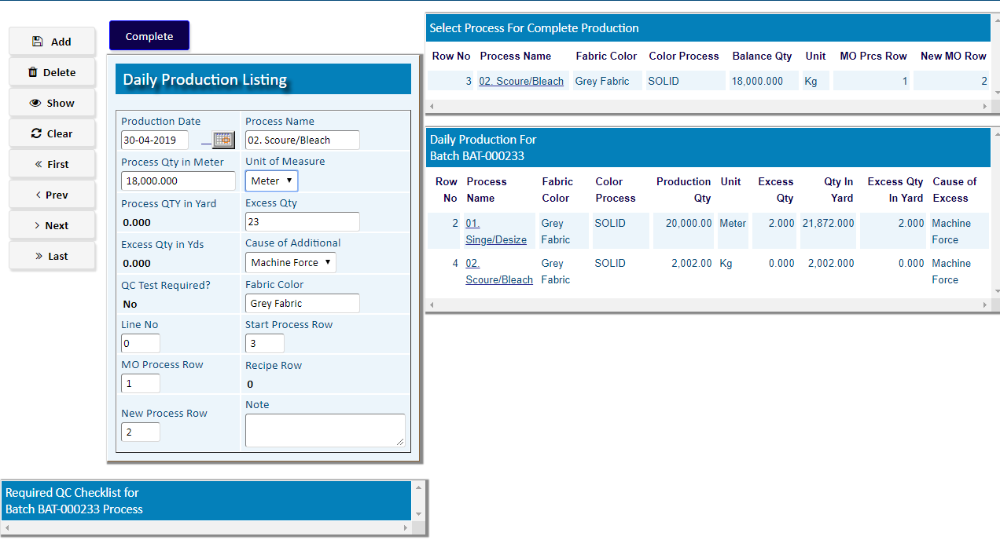 Add
Delete
Show
Clear
« First
‹ Prev
› Next
» Last
Complete
Daily Production Listing
Production Date Process Name
30-04-2019 __ 02. Scoure/Bleach
Process Qty in Meter Unit of Measure
18,000.000 Meter
Process QTY in Yard Excess Qty
0.000 23
Excess Qty in Yds Cause of Additional
0.000 Machine Force
QC Test Required? Fabric Color
No Grey Fabric
Line No Start Process Row
0 3
MO Process Row Recipe Row
1 0
New Process Row Note
2
Select Process For Complete Production
Row No Process Name Fabric Color Color Process Balance Qty Unit MO Prcs Row New MO Row
3 02. Scoure/Bleach Grey Fabric SOLID 18,000.000 Kg 1 2
Daily Production For
Batch BAT-000233
Row Process Fabric Color Production Unit Excess Qty In Excess Qty Cause of
No Name Color Process Qty Qty Yard In Yard Excess
2 01. Grey SOLID 20,000.00 Meter 2.000 21,872.000 2.000 Machine
Singe/Desize Fabric Force
4 02. Grey SOLID 2,002.00 Kg 0.000 2,002.000 0.000 Machine
Scoure/Bleach Fabric Force
Required QC Checklist for
Batch BAT-000233 Process